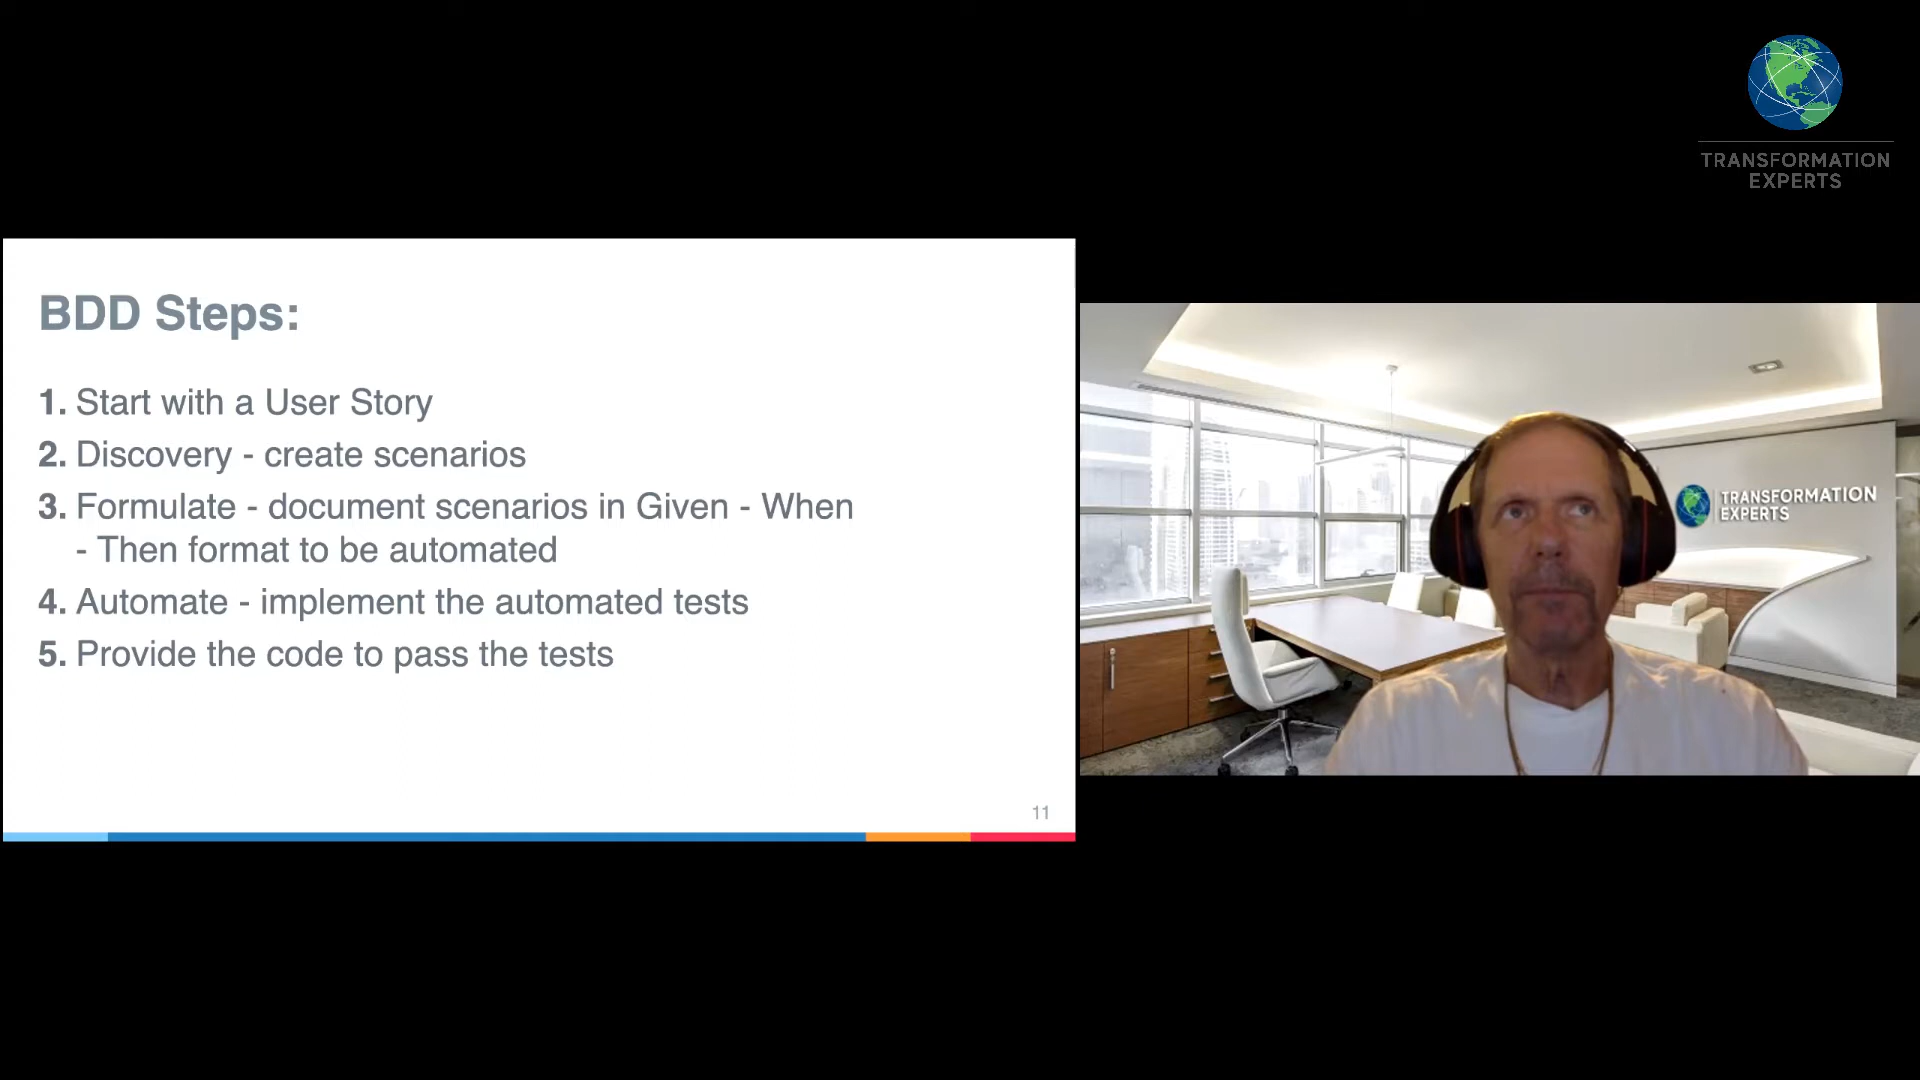 TRANSFORMATION
EXPERTS
BDD Steps:
1. Start with a User Story
2. Discovery - create scenarios
3. Formulate - document scenarios in Given - When
- Then format to be automated
4. Automate - implement the automated tests
5. Provide the code to pass the tests
11
TRANSFORMATION
EXPERTS